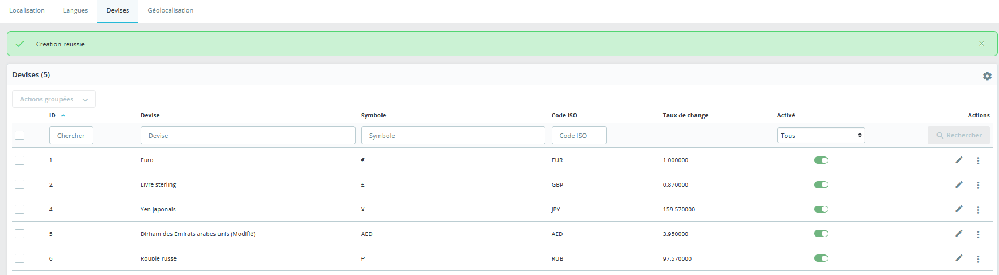 Localisation Langues Devises Géolocalisation
Création réussie
Devises (5)
Actions groupées
ID Devise Symbole Code ISO Taux de change Activé Actions
Chercher Devise Symbole Code ISO Tous Rechercher
1 Euro € EUR 1.000000
2 Livre sterling £ GBP 0.870000
4 Yen japonais ¥ JPY 159.570000
5 Dirham des Émirats arabes unis (Modifié) AED AED 3.950000
6 Rouble russe ₽ RUB 97.570000